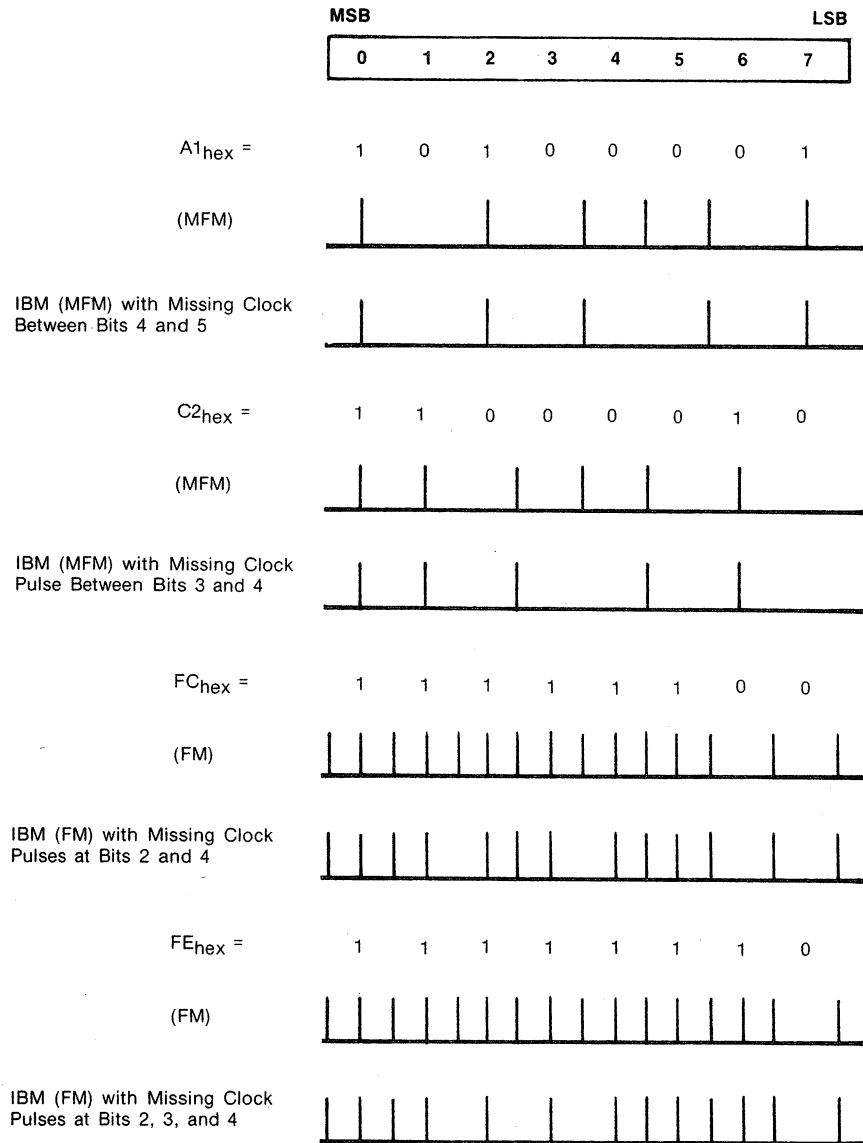 MSB LSB
0 1 2 3 4 5 6 7
A1hex = 1 0 1 0 0 0 0 1
(MFM)
IBM (MFM) with Missing Clock
Between Bits 4 and 5
C2hex = 1 1 0 0 0 0 1 0
(MFM)
IBM (MFM) with Missing Clock
Pulse Between Bits 3 and 4
FChex = 1 1 1 1 1 1 0 0
(FM)
IBM (FM) with Missing Clock
Pulses at Bits 2 and 4
FEhex = 1 1 1 1 1 1 1 0
(FM)
IBM (FM) with Missing Clock
Pulses at Bits 2, 3, and 4